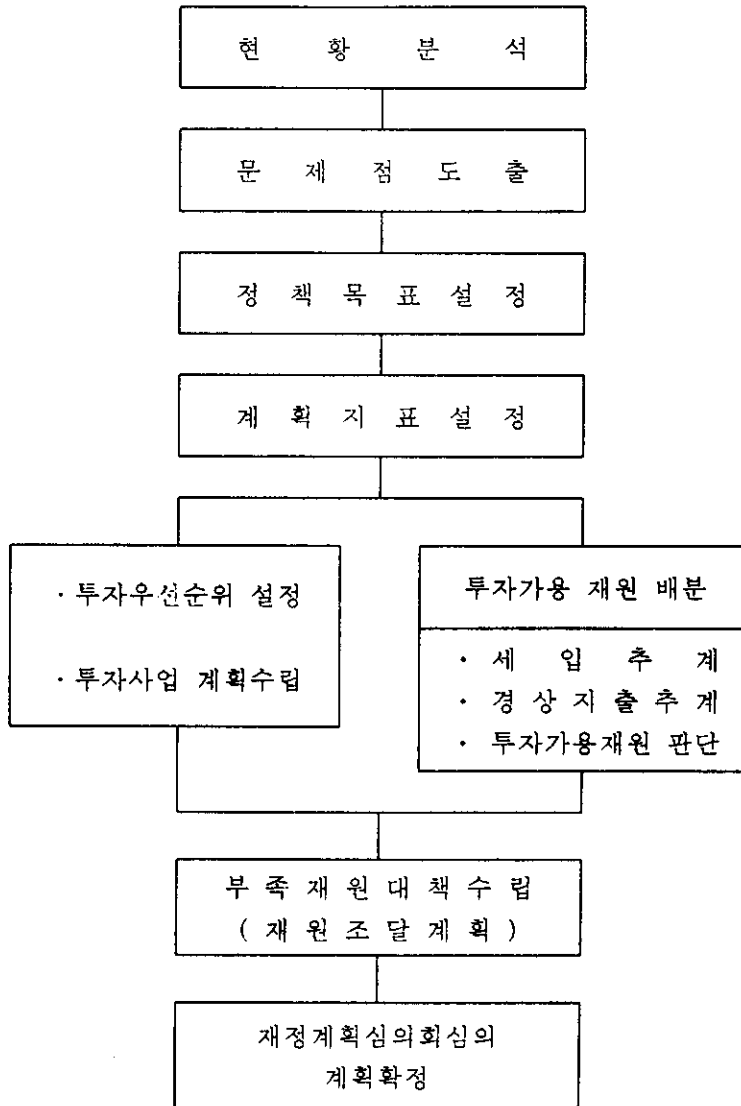 현 황 분 석
문 제 점 도 출
정 책 목 표 설 정
계 획 지 표 설 정
· 투자우선순위 설정
· 투자사업 계획수립
투자가용 재원 배분
· 세 입 추 계
· 경 상 지 출 추 계
· 투자가용재원 판단
부 족 재 원 대 책 수 립
( 재 원 조 달 계 획 )
재정계획심의회심의
계획확정